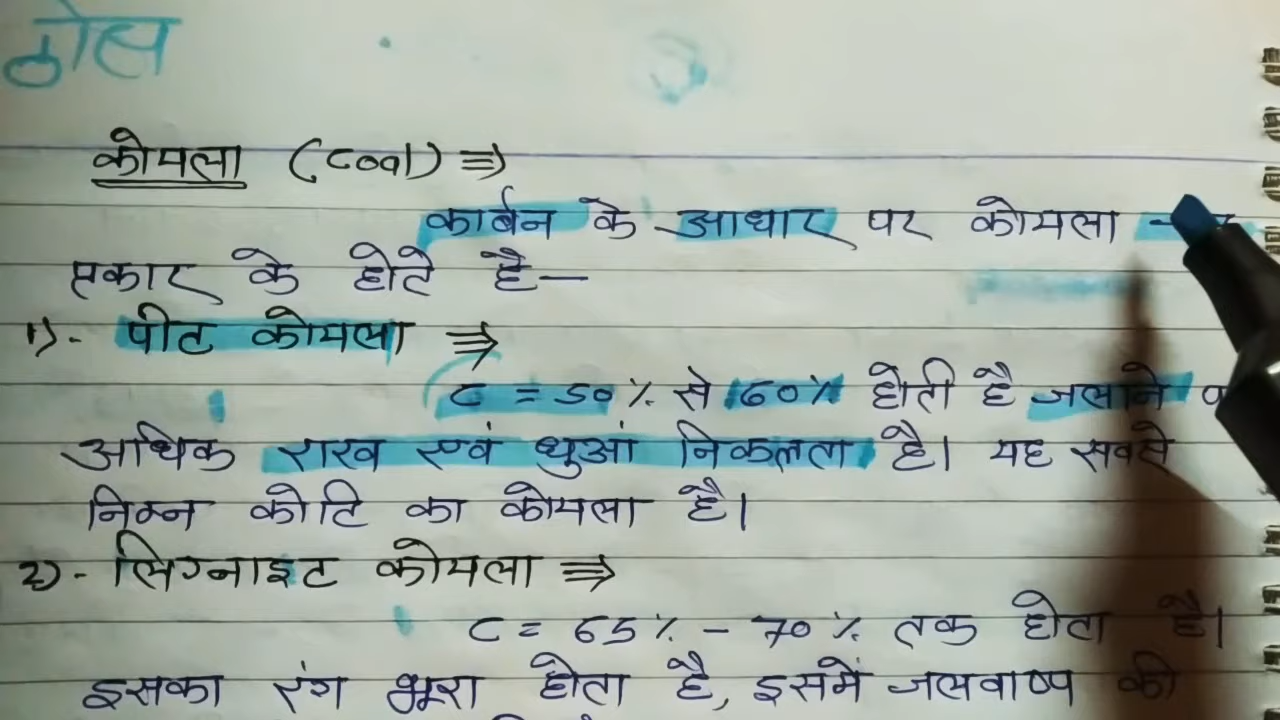 ठोस
कोयला (coal) ⇒
कार्बन के आधार पर कोयला
प्रकार के होते है—
1).- पीट कोयला ⇒
C = 50% से 60% होती है जलाने
अधिक राख एवं धुआं निकलता है। यह सबसे
निम्न कोटि का कोयला है।
2).- लिग्नाइट कोयला ⇒
C = 65% - 70% तक होता है।
इसका रंग भूरा होता है, इसमें जलवाष्प की